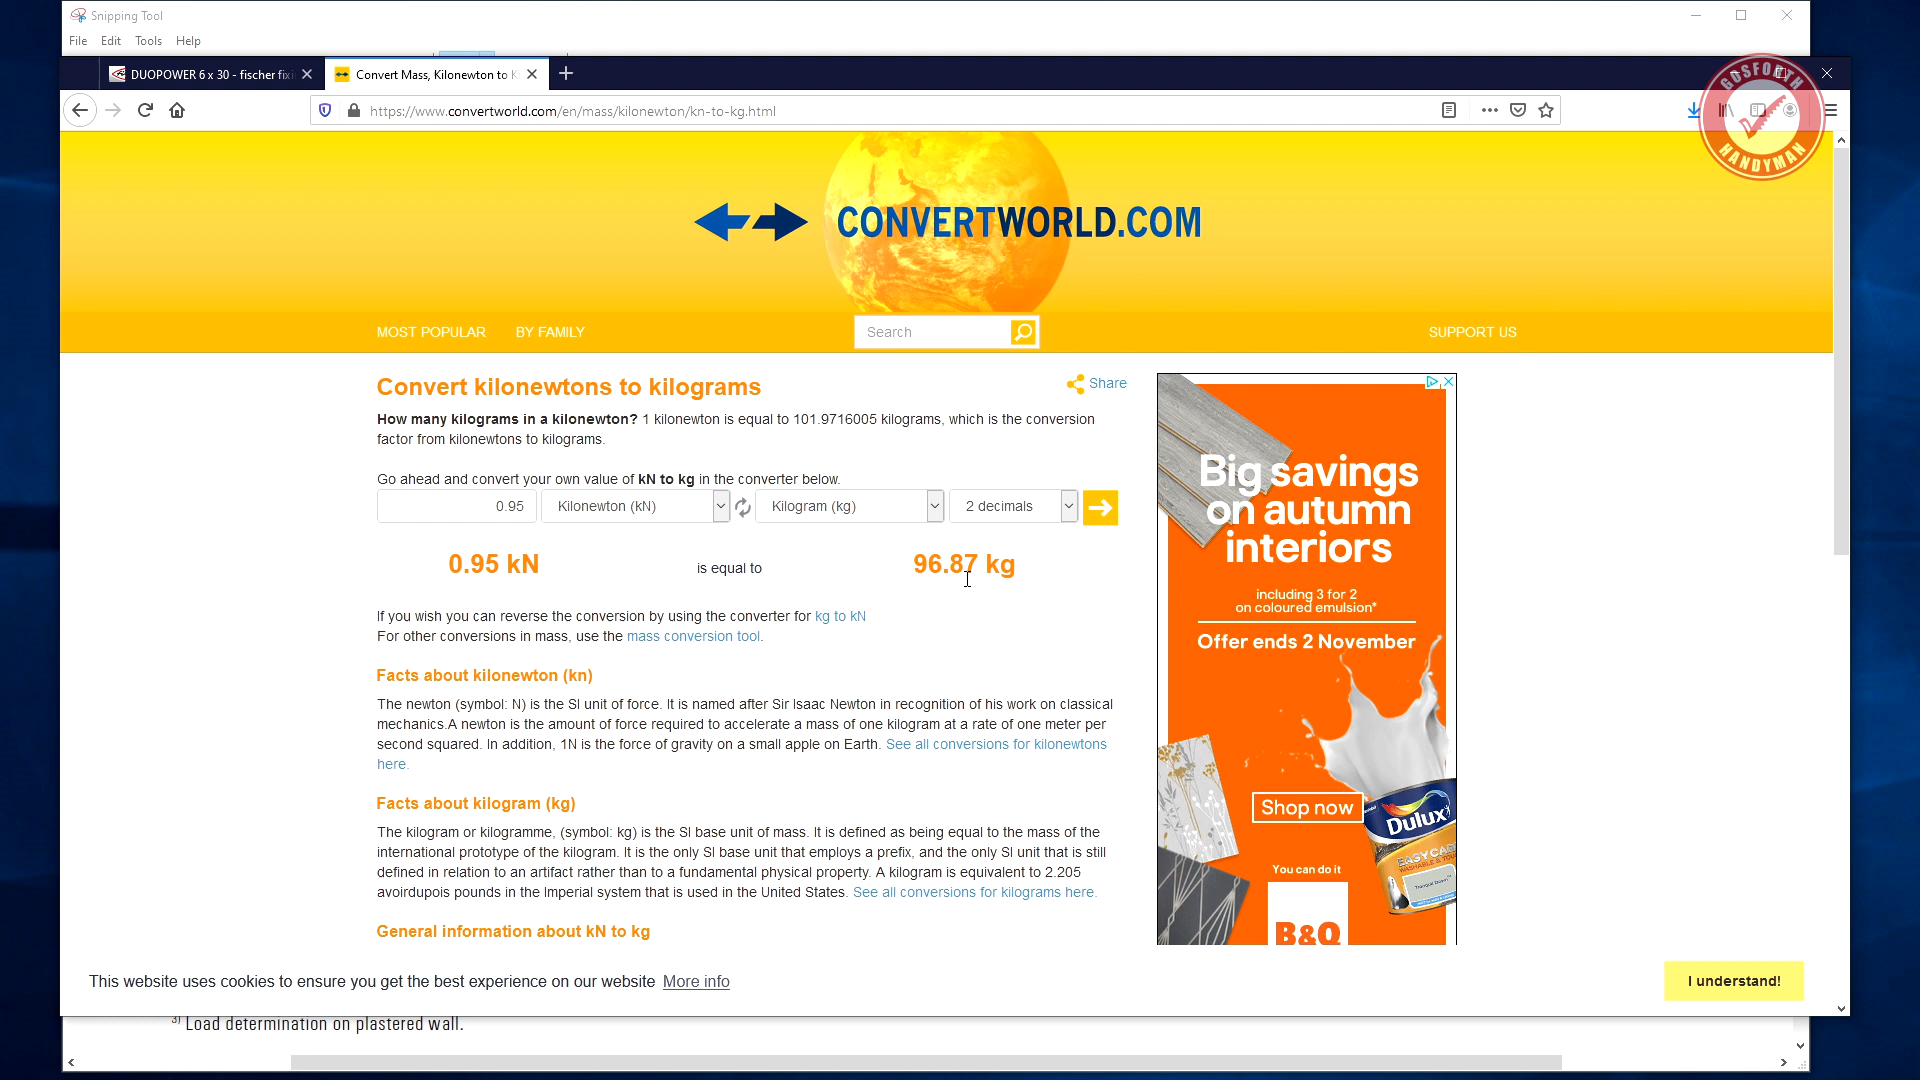 Snipping Tool
File Edit Tools Help
DUOPOWER 6 x 30 - fischer fixi
Convert Mass, Kilonewton to K
https://www.convertworld.com/en/mass/kilonewton/kn-to-kg.html
GOSFORTH
HANDYMAN
CONVERTWORLD.COM
MOST POPULAR BY FAMILY Search SUPPORT US
Convert kilonewtons to kilograms
Share
How many kilograms in a kilonewton? 1 kilonewton is equal to 101.9716005 kilograms, which is the conversion
factor from kilonewtons to kilograms.
Go ahead and convert your own value of kN to kg in the converter below.
0.95 Kilonewton (kN) Kilogram (kg) 2 decimals
0.95 kN is equal to 96.87 kg
If you wish you can reverse the conversion by using the converter for kg to kN
For other conversions in mass, use the mass conversion tool.
Facts about kilonewton (kn)
The newton (symbol: N) is the SI unit of force. It is named after Sir Isaac Newton in recognition of his work on classical
mechanics.A newton is the amount of force required to accelerate a mass of one kilogram at a rate of one meter per
second squared. In addition, 1N is the force of gravity on a small apple on Earth. See all conversions for kilonewtons
here.
Facts about kilogram (kg)
The kilogram or kilogramme, (symbol: kg) is the SI base unit of mass. It is defined as being equal to the mass of the
international prototype of the kilogram. It is the only SI base unit that employs a prefix, and the only SI unit that is still
defined in relation to an artifact rather than to a fundamental physical property. A kilogram is equivalent to 2.205
avoirdupois pounds in the Imperial system that is used in the United States. See all conversions for kilograms here.
General information about kN to kg
Big savings
on autumn
interiors
including 3 for 2
on coloured emulsion*
Offer ends 2 November
Shop now
Dulux
EASYCARE
You can do it
B&Q
This website uses cookies to ensure you get the best experience on our website More info
I understand!
3) Load determination on plastered wall.